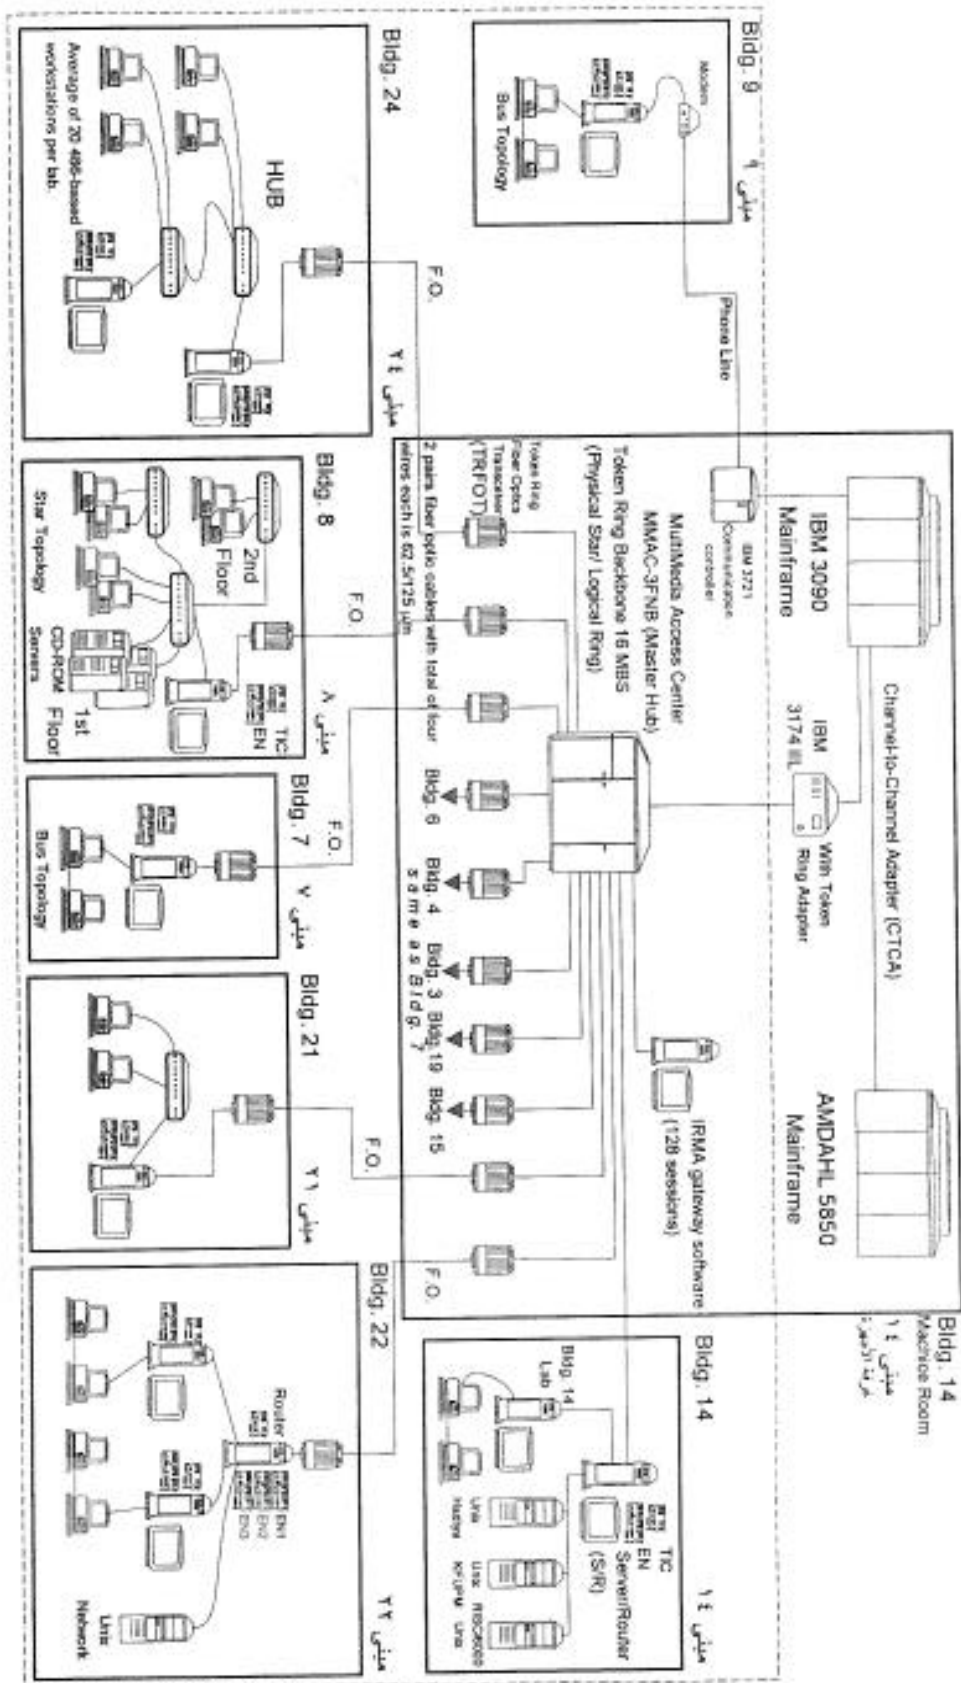 Bldg. 9
مبنى ٩
Modem
Bus Topology
Phone Line
Bldg. 24
مبنى ٢٤
HUB
Average of 20 486-based
workstations per lab.
F.O.
Bldg. 14
Machine Room
مبنى ١٤
غرفة الأجهزة
IBM 3090
Mainframe
AMDAHL 5850
Mainframe
Channel-to-Channel Adapter (CTCA)
IBM 3721
Communication
controller
IBM
3174
With Token
Ring Adapter
MultiMedia Access Center
MMAC-3FNB (Master Hub)
Token Ring Backbone 16 MBS
(Physical Star/ Logical Ring)
IRMA gateway software
(128 sessions)
Token Ring
Fiber Optics
Transceiver
(TRFOT)
2 pairs fiber optic cables with total of four
wires each is 62.5/125 µm
Bldg. 6
Bldg. 4
Bldg. 3
Bldg. 19
Bldg. 15
same as Bldg. 7
F.O.
F.O.
F.O.
F.O.
Bldg. 8
مبنى ٨
2nd
Floor
Star Topology
CD-ROM
Servers
1st
Floor
TIC
EN
Bldg. 7
مبنى ٧
Bus Topology
Bldg. 21
مبنى ٢١
Bldg. 22
مبنى ٢٢
Router
EN1
EN2
EN3
Unix
Network
Bldg. 14
مبنى ١٤
Bldg. 14
Lab
TIC
EN
Server/Router
(S/R)
Unix
Unix
KFUPM
Unix
RISC6000